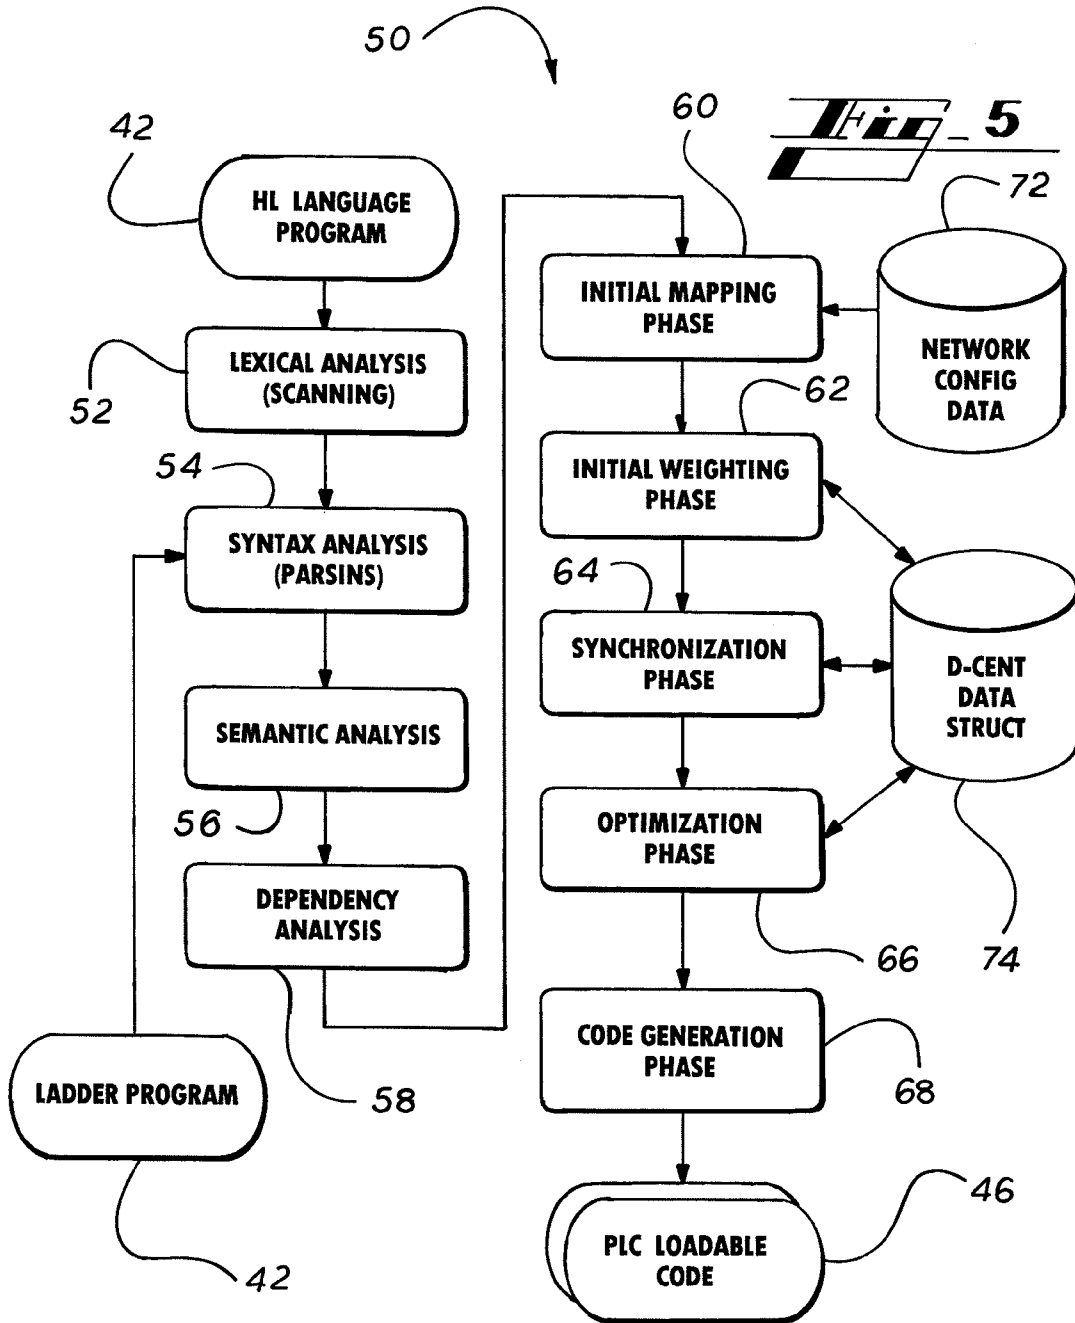 50
Fig_5
42
HL LANGUAGE
PROGRAM
52
LEXICAL ANALYSIS
(SCANNING)
54
SYNTAX ANALYSIS
(PARSINS)
SEMANTIC ANALYSIS
56
DEPENDENCY
ANALYSIS
58
LADDER PROGRAM
42
60
INITIAL MAPPING
PHASE
72
NETWORK
CONFIG
DATA
62
INITIAL WEIGHTING
PHASE
64
SYNCHRONIZATION
PHASE
D-CENT
DATA
STRUCT
74
OPTIMIZATION
PHASE
66
CODE GENERATION
PHASE
68
PLC LOADABLE
CODE
46